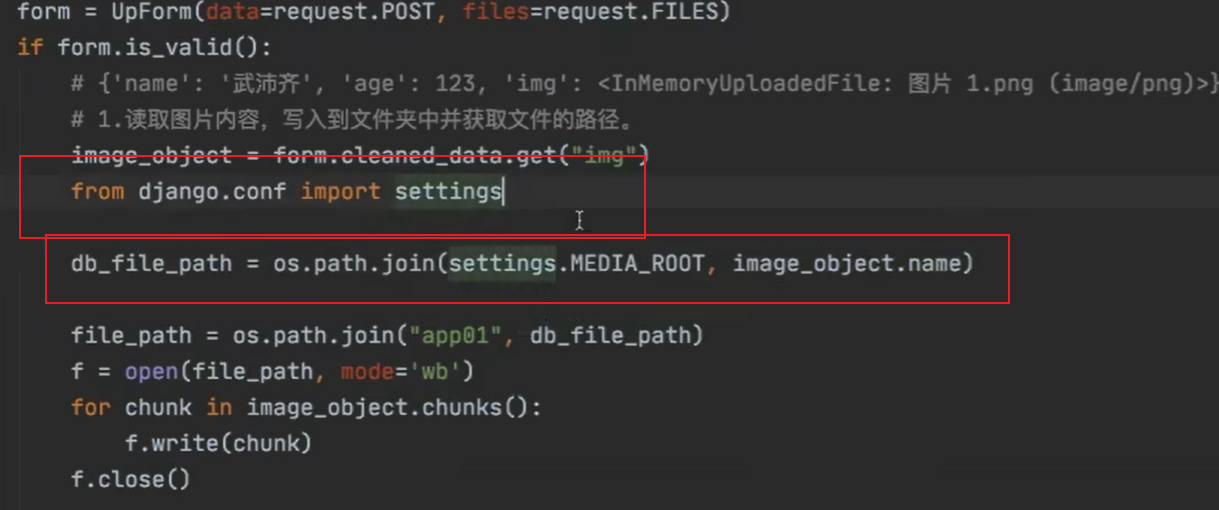 form = UpForm(data=request.POST, files=request.FILES)
if form.is_valid():
# {'name': '武沛齐', 'age': 123, 'img': <InMemoryUploadedFile: 图片 1.png (image/png)>}
# 1.读取图片内容，写入到文件夹中并获取文件的路径。
image_object = form.cleaned_data.get("img")
from django.conf import settings
db_file_path = os.path.join(settings.MEDIA_ROOT, image_object.name)
file_path = os.path.join("app01", db_file_path)
f = open(file_path, mode='wb')
for chunk in image_object.chunks():
f.write(chunk)
f.close()